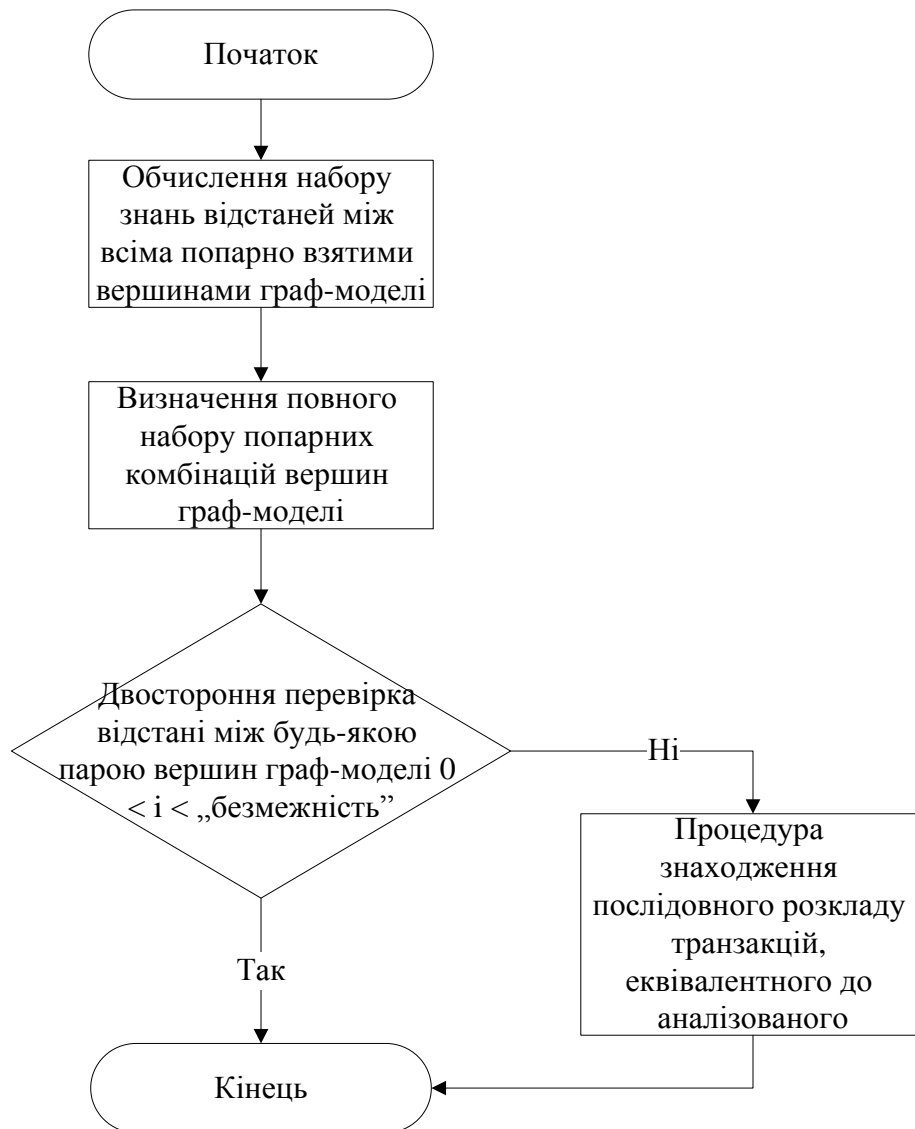 Початок
Обчислення набору
знань відстаней між
всіма попарно взятими
вершинами граф-моделі
Визначення повного
набору попарних
комбінацій вершин
граф-моделі
Двостороння перевірка
відстані між будь-якою
парою вершин граф-моделі 0
< і < „безмежність”
Ні
Процедура
знаходження
послідовного розкладу
транзакцій,
еквівалентного до
аналізованого
Так
Кінець